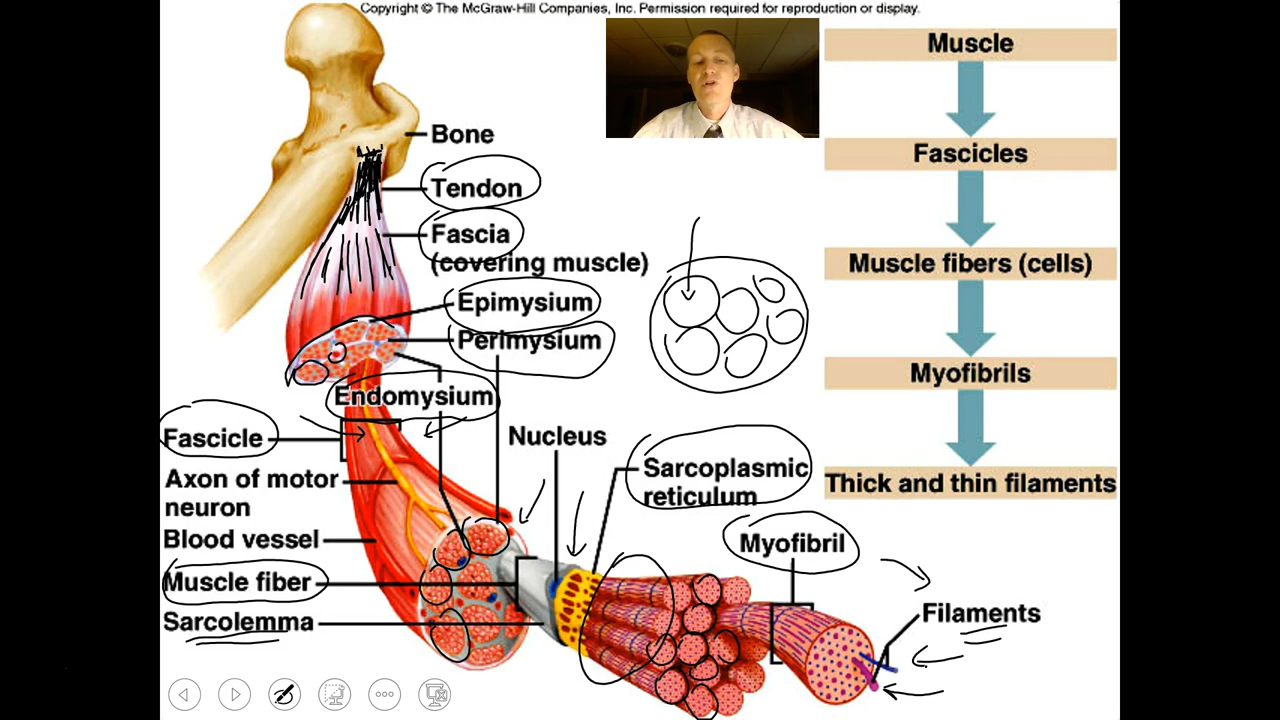 Copyright © The McGraw-Hill Companies, Inc. Permission required for reproduction or display.
Muscle
Fascicles
Muscle fibers (cells)
Myofibrils
Thick and thin filaments
Bone
Tendon
Fascia
(covering muscle)
Epimysium
Perimysium
Endomysium
Fascicle
Nucleus
Axon of motor
neuron
Sarcoplasmic
reticulum
Blood vessel
Myofibril
Muscle fiber
Sarcolemma
Filaments